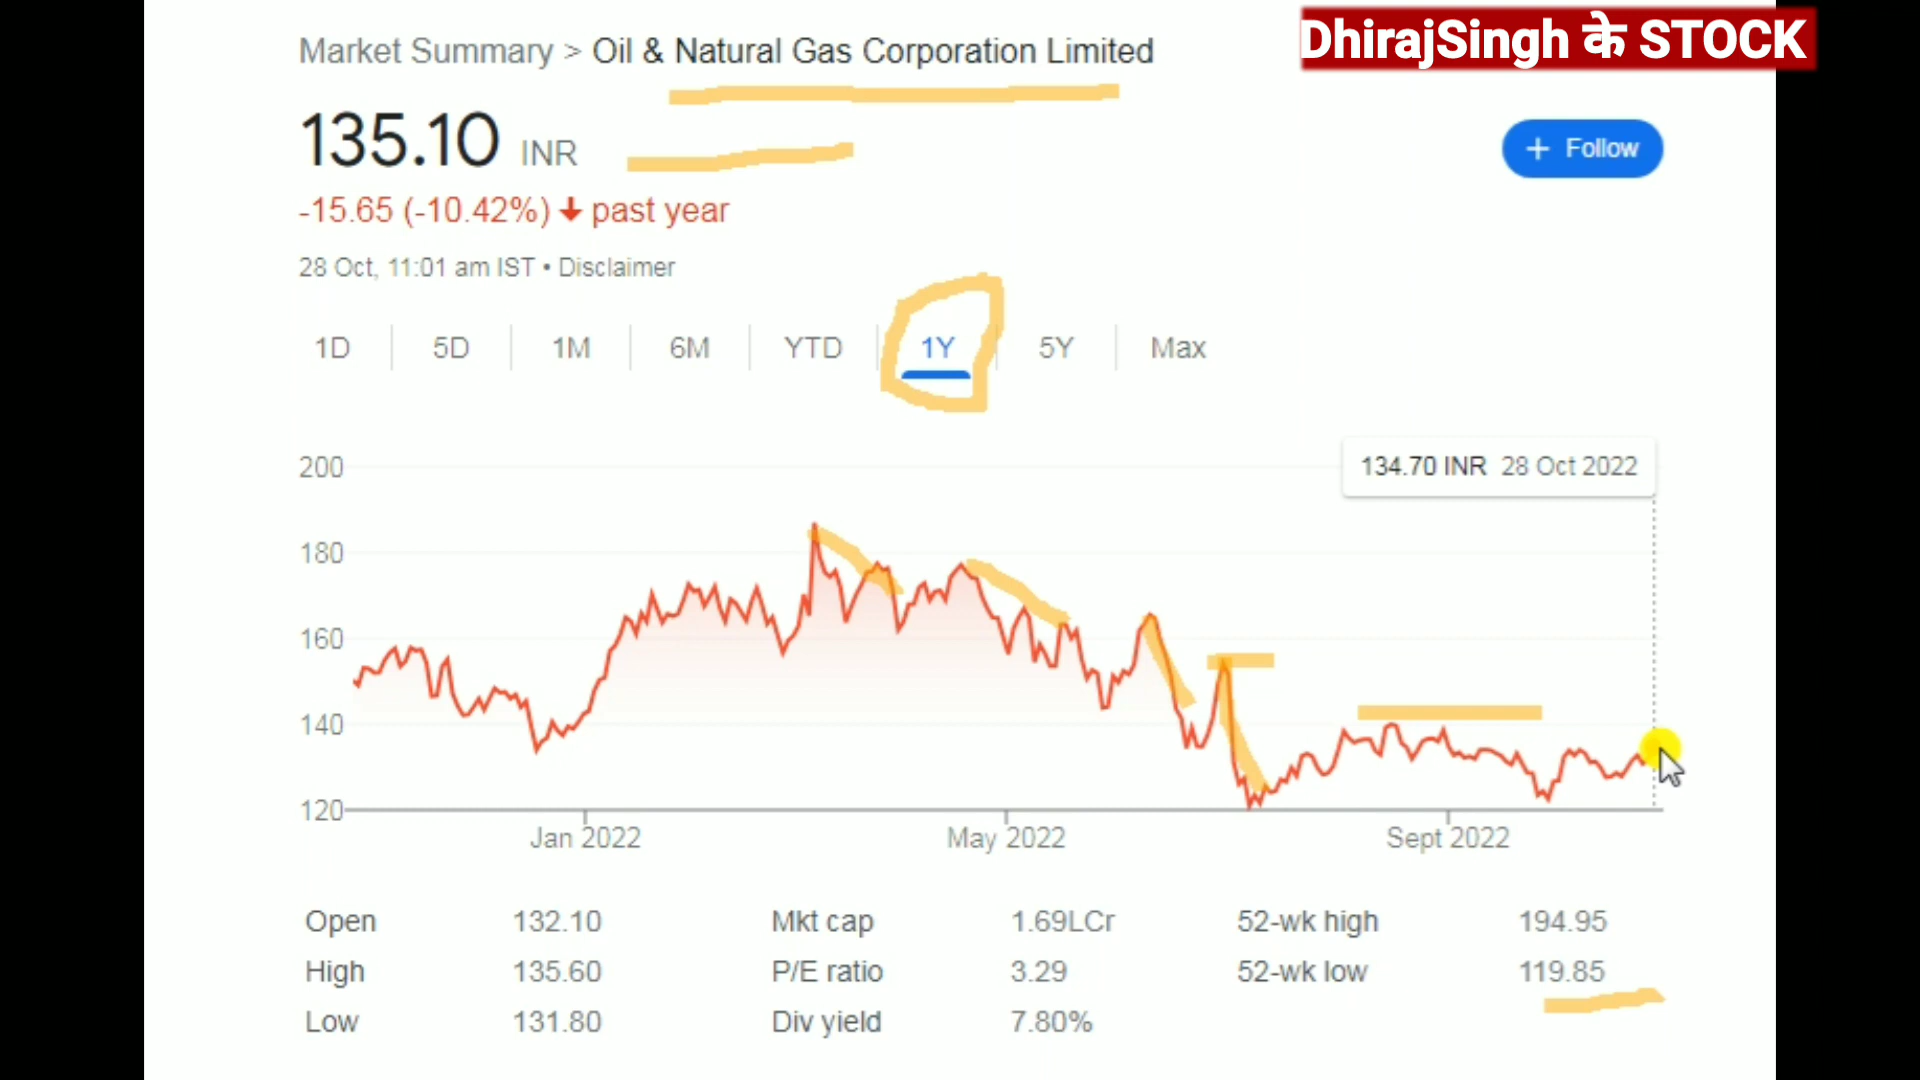 DhirajSingh के STOCK
Market Summary > Oil & Natural Gas Corporation Limited
135.10 INR
+ Follow
-15.65 (-10.42%) ↓ past year
28 Oct, 11:01 am IST • Disclaimer
1D 5D 1M 6M YTD 1Y 5Y Max
134.70 INR 28 Oct 2022
200
180
160
140
120
Jan 2022 May 2022 Sept 2022
Open 132.10 Mkt cap 1.69LCr 52-wk high 194.95
High 135.60 P/E ratio 3.29 52-wk low 119.85
Low 131.80 Div yield 7.80%